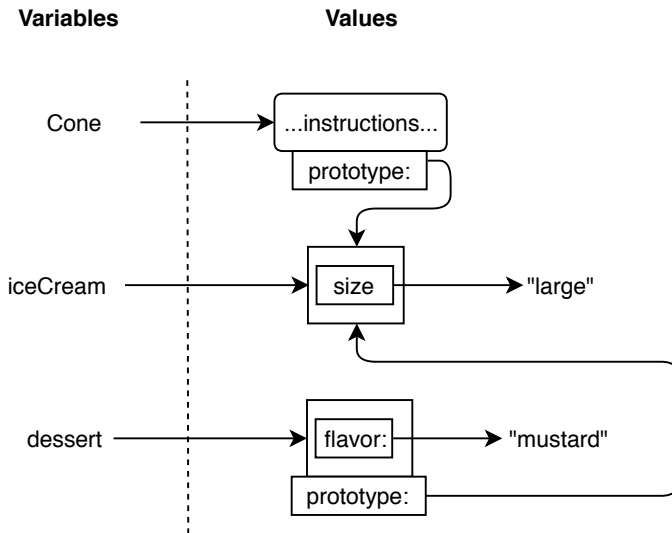 Variables
Values
Cone
...instructions...
prototype:
iceCream
size
"large"
dessert
flavor:
"mustard"
prototype: